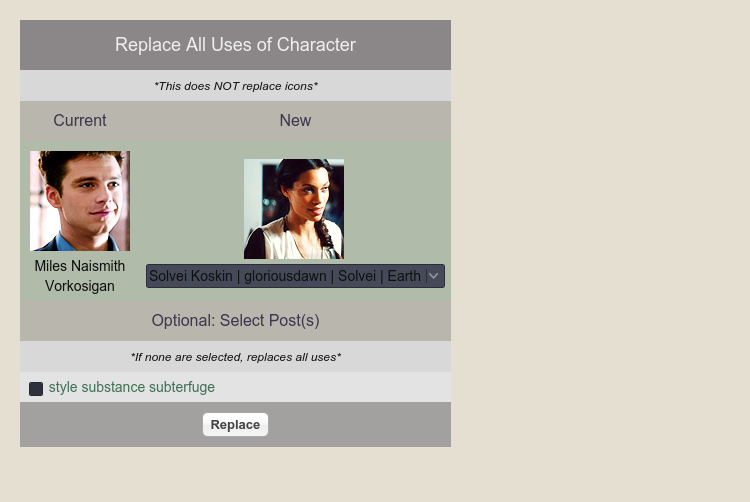 Replace All Uses of Character
*This does NOT replace icons*
Current New
Miles Naismith
Vorkosigan
Solvei Koskin | gloriousdawn | Solvei | Earth
Optional: Select Post(s)
*If none are selected, replaces all uses*
style substance subterfuge
Replace